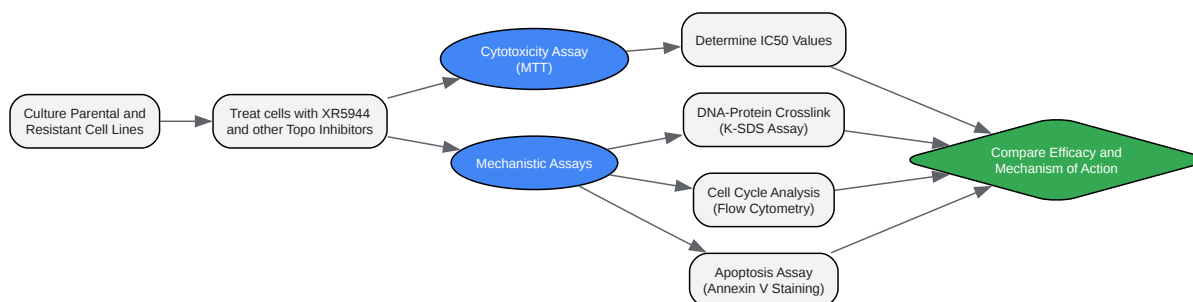 Culture Parental and
Resistant Cell Lines
Treat cells with XR5944
and other Topo Inhibitors
Cytotoxicity Assay
(MTT)
Mechanistic Assays
Determine IC50 Values
DNA-Protein Crosslink
(K-SDS Assay)
Cell Cycle Analysis
(Flow Cytometry)
Apoptosis Assay
(Annexin V Staining)
Compare Efficacy and
Mechanism of Action